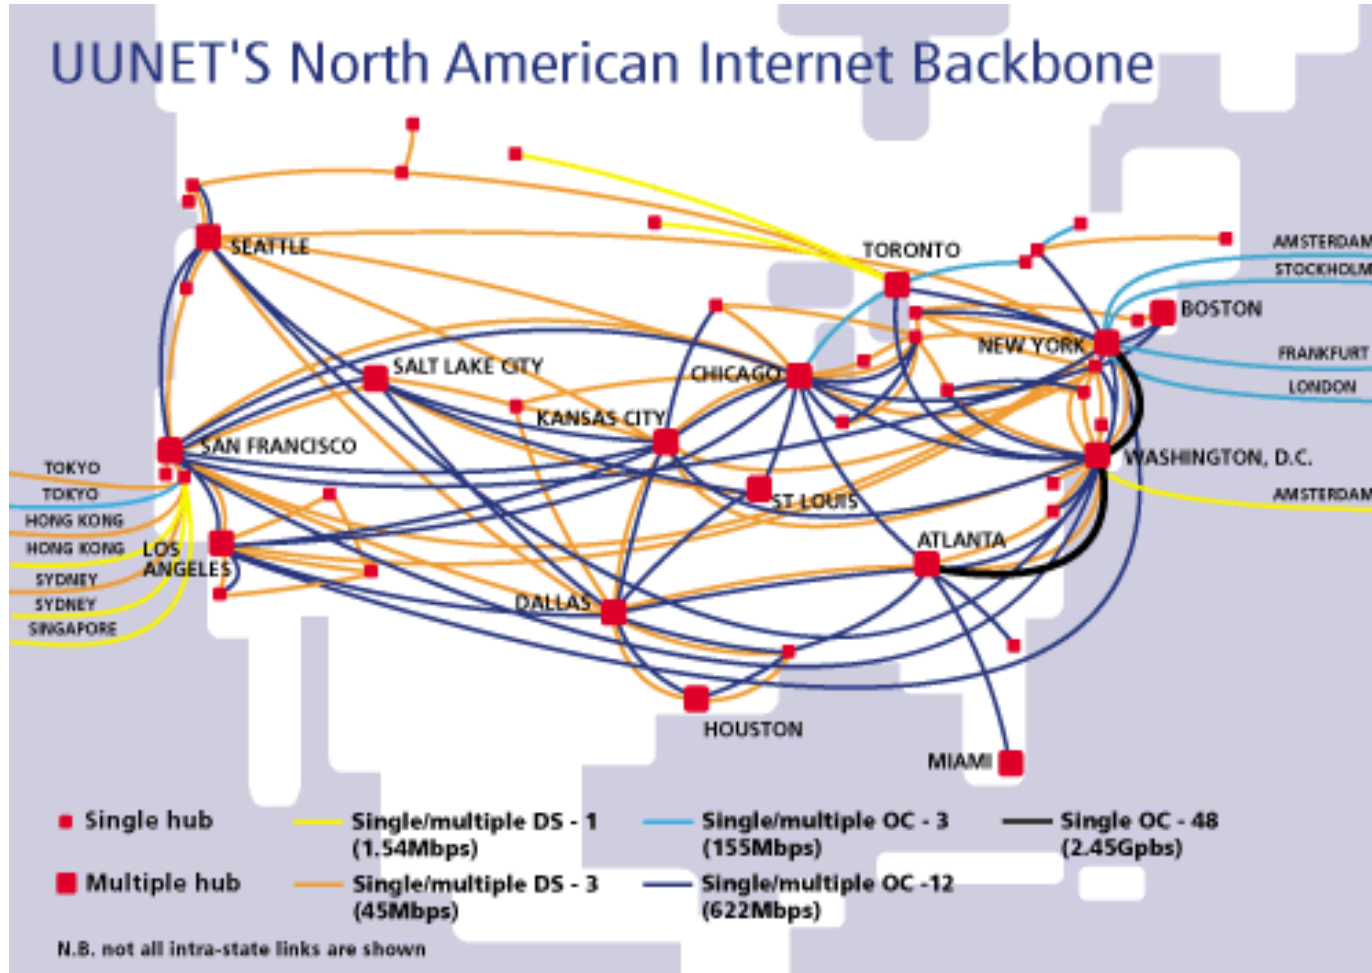 UUNET'S North American Internet Backbone
SEATTLE
TORONTO
AMSTERDAM
STOCKHOLM
BOSTON
NEW YORK
FRANKFURT
LONDON
SALT LAKE CITY
CHICAGO
KANSAS CITY
SAN FRANCISCO
WASHINGTON, D.C.
TOKYO
TOKYO
AMSTERDAM
ST LOUIS
HONG KONG
HONG KONG
LOS
ANGELES
ATLANTA
SYDNEY
SYDNEY
DALLAS
SINGAPORE
HOUSTON
MIAMI
Single hub
Single/multiple DS - 1
(1.54Mbps)
Single/multiple OC - 3
(155Mbps)
Single OC - 48
(2.45Gpbs)
Multiple hub
Single/multiple DS - 3
(45Mbps)
Single/multiple OC -12
(622Mbps)
N.B. not all intra-state links are shown